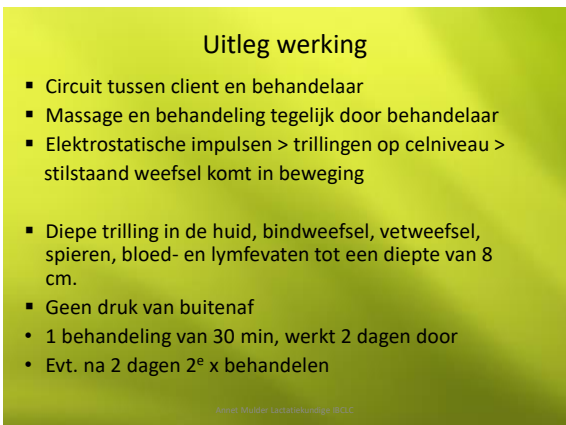 Uitleg werking
▪ Circuit tussen client en behandelaar
▪ Massage en behandeling tegelijk door behandelaar
▪ Elektrostatische impulsen > trillingen op celniveau >
stilstaand weefsel komt in beweging
▪ Diepe trilling in de huid, bindweefsel, vetweefsel,
spieren, bloed- en lymfevaten tot een diepte van 8
cm.
▪ Geen druk van buitenaf
• 1 behandeling van 30 min, werkt 2 dagen door
• Evt. na 2 dagen 2e x behandelen
Mulder Lactatiekundige IBCLC